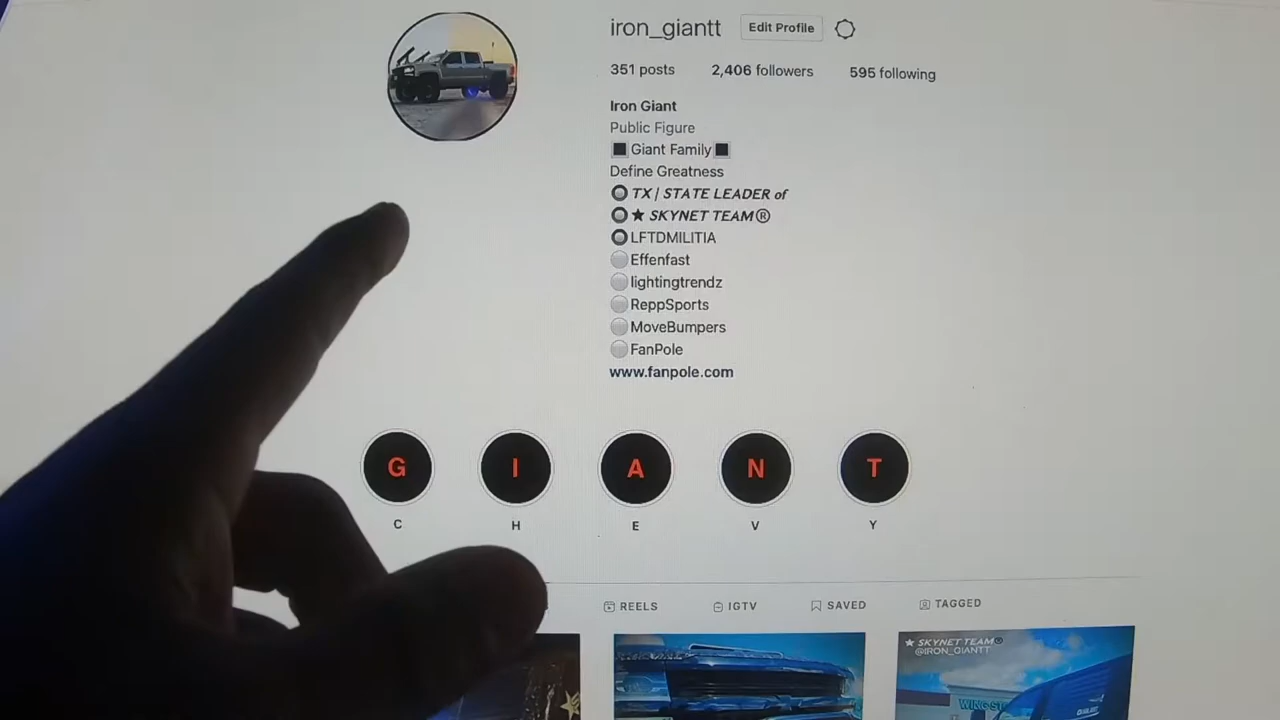 iron_giantt Edit Profile
351 posts 2,406 followers 595 following
Iron Giant
Public Figure
Giant Family
Define Greatness
TX | STATE LEADER of
★ SKYNET TEAM®
LFTDMILITIA
Effenfast
lightingtrendz
ReppSports
MoveBumpers
FanPole
www.fanpole.com
G I A N T
C H E V Y
REELS IGTV SAVED TAGGED
★ SKYNET TEAM®
@IRON_GIANTT